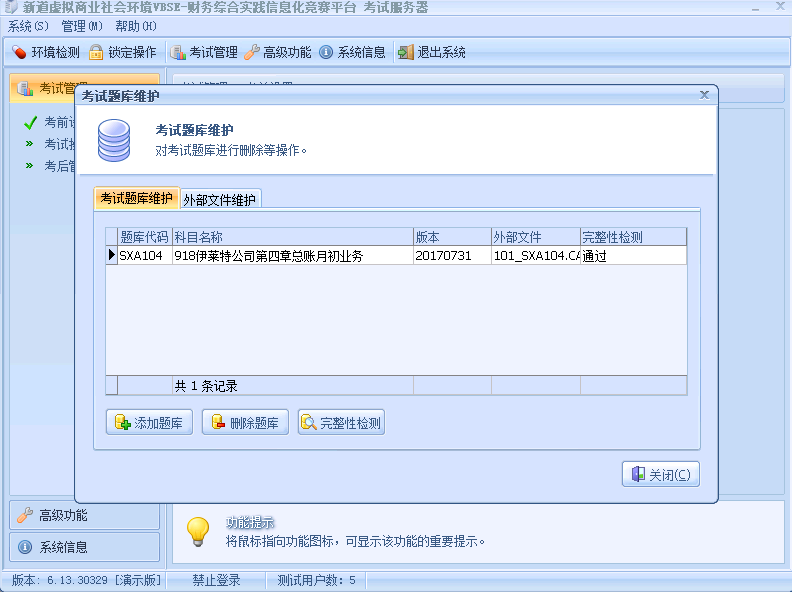 新道虚拟商业社会环境VBSE-财务综合实践信息化竞赛平台 考试服务器
系统(S) 管理(M) 帮助(H)
环境检测 锁定操作 考试管理 高级功能 系统信息 退出系统
考试管
考试题库维护
考前
考试
考后
考试题库维护
对考试题库进行删除等操作。
考试题库维护 外部文件维护
题库代码 科目名称 版本 外部文件 完整性检测
SXA104 918伊莱特公司第四章总账月初业务 20170731 101_SXA104.CA 通过
共 1 条记录
添加题库 删除题库 完整性检测
关闭(C)
高级功能
系统信息
功能提示
将鼠标指向功能图标，可显示该功能的重要提示。
版本: 6.13.30329 [演示版] 禁止登录 测试用户数: 5